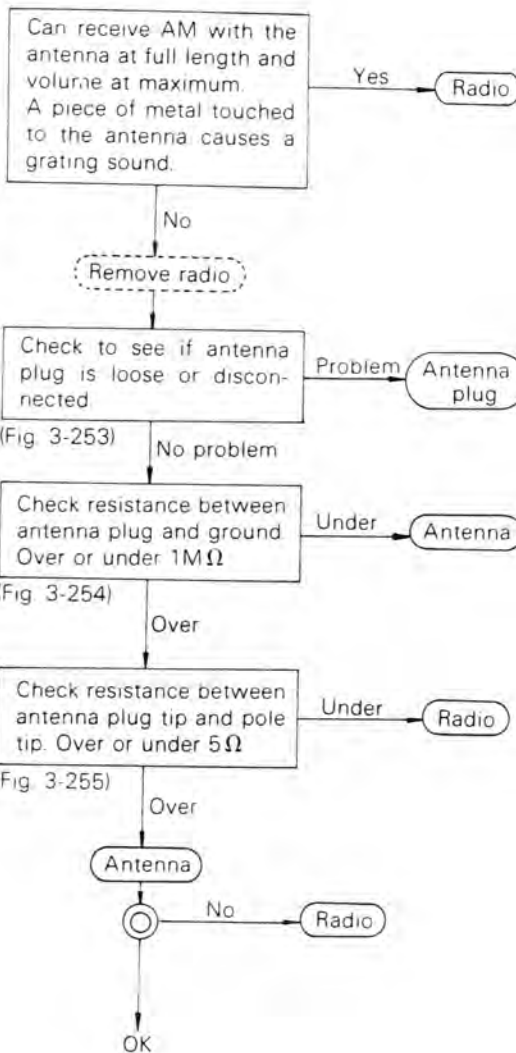 Can receive AM with the
antenna at full length and
volume at maximum.
A piece of metal touched
to the antenna causes a
grating sound.
Yes
Radio
No
Remove radio
Check to see if antenna
plug is loose or discon-
nected
Problem
Antenna
plug
(Fig. 3-253)
No problem
Check resistance between
antenna plug and ground
Over or under 1MΩ
Under
Antenna
(Fig. 3-254)
Over
Check resistance between
antenna plug tip and pole
tip. Over or under 5Ω
Under
Radio
(Fig. 3-255)
Over
Antenna
No
Radio
OK